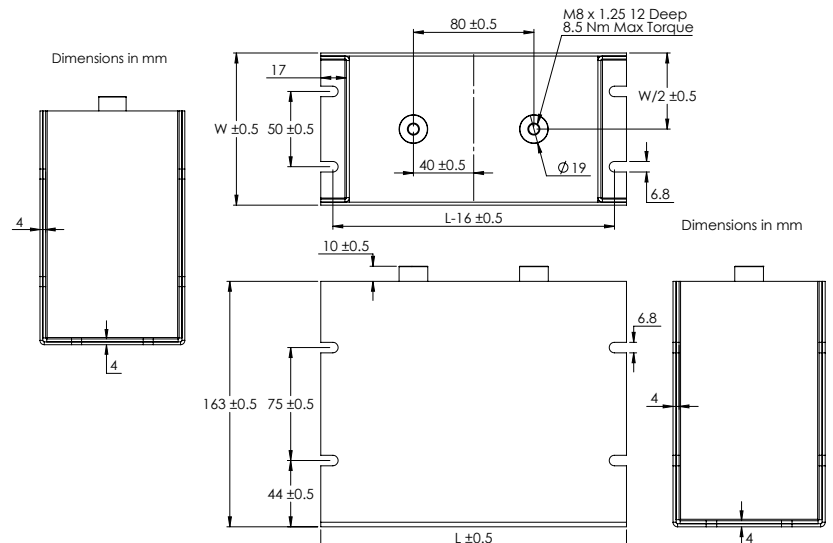 M8 x 1.25 12 Deep
8.5 Nm Max Torque
80 ±0.5
Dimensions in mm
17
W ±0.5
50 ±0.5
W/2 ±0.5
40 ±0.5
Ø 19
6.8
L-16 ±0.5
4
4
Dimensions in mm
10 ±0.5
6.8
163 ±0.5
75 ±0.5
44 ±0.5
L ±0.5
4
4